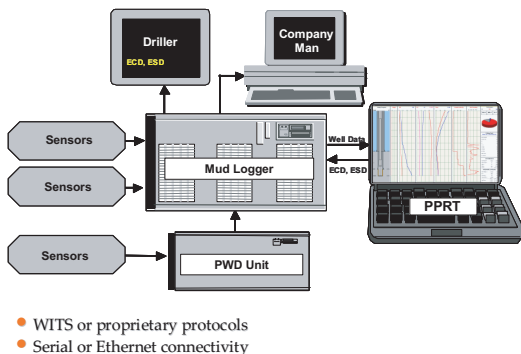 Driller
ECD, ESD
Company
Man
Sensors
Sensors
Mud Logger
Well Data
ECD, ESD
PPRT
Sensors
PWD Unit
• WITS or proprietary protocols
• Serial or Ethernet connectivity